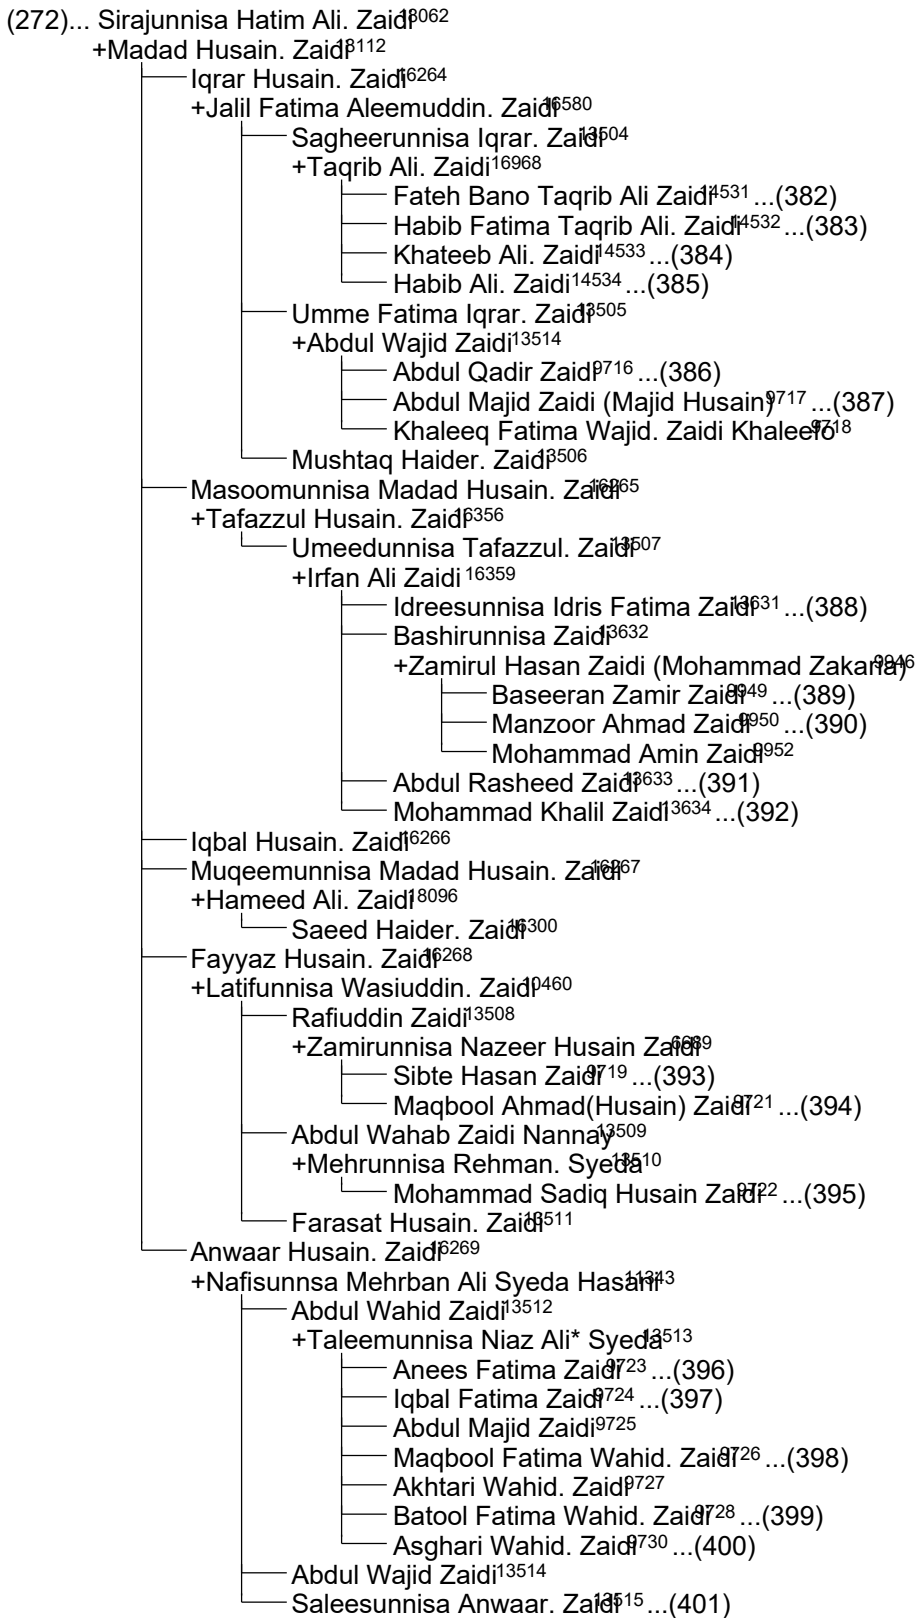 (272)... Sirajunnisa Hatim Ali. Zaidi18062
+Madad Husain. Zaidi18112
Iqrar Husain. Zaidi16264
+Jalil Fatima Aleemuddin. Zaidi16580
Sagheerunnisa Iqrar. Zaidi13504
+Taqrib Ali. Zaidi16968
Fateh Bano Taqrib Ali Zaidi14531 ...(382)
Habib Fatima Taqrib Ali. Zaidi14532 ...(383)
Khateeb Ali. Zaidi14533 ...(384)
Habib Ali. Zaidi14534 ...(385)
Umme Fatima Iqrar. Zaidi13505
+Abdul Wajid Zaidi13514
Abdul Qadir Zaidi9716 ...(386)
Abdul Majid Zaidi (Majid Husain)9717 ...(387)
Khaleeq Fatima Wajid. Zaidi Khaleefo9718
Mushtaq Haider. Zaidi13506
Masoomunnisa Madad Husain. Zaidi16265
+Tafazzul Husain. Zaidi16356
Umeedunnisa Tafazzul. Zaidi13507
+Irfan Ali Zaidi 16359
Idreesunnisa Idris Fatima Zaidi13631 ...(388)
Bashirunnisa Zaidi13632
+Zamirul Hasan Zaidi (Mohammad Zakaria)9946
Baseeran Zamir Zaidi9949 ...(389)
Manzoor Ahmad Zaidi9950 ...(390)
Mohammad Amin Zaidi9952
Abdul Rasheed Zaidi13633 ...(391)
Mohammad Khalil Zaidi13634 ...(392)
Iqbal Husain. Zaidi16266
Muqeemunnisa Madad Husain. Zaidi16267
+Hameed Ali. Zaidi18096
Saeed Haider. Zaidi16300
Fayyaz Husain. Zaidi16268
+Latifunnisa Wasiuddin. Zaidi10460
Rafiuddin Zaidi13508
+Zamirunnisa Nazeer Husain Zaidi6689
Sibte Hasan Zaidi9719 ...(393)
Maqbool Ahmad(Husain) Zaidi9721 ...(394)
Abdul Wahab Zaidi Nannay13509
+Mehrunnisa Rehman. Syeda13510
Mohammad Sadiq Husain Zaidi9722 ...(395)
Farasat Husain. Zaidi13511
Anwaar Husain. Zaidi16269
+Nafisunnsa Mehrban Ali Syeda Hasani11343
Abdul Wahid Zaidi13512
+Taleemunnisa Niaz Ali* Syeda13513
Anees Fatima Zaidi9723 ...(396)
Iqbal Fatima Zaidi9724 ...(397)
Abdul Majid Zaidi9725
Maqbool Fatima Wahid. Zaidi9726 ...(398)
Akhtari Wahid. Zaidi9727
Batool Fatima Wahid. Zaidi9728 ...(399)
Asghari Wahid. Zaidi9730 ...(400)
Abdul Wajid Zaidi13514
Saleesunnisa Anwaar. Zaidi13515 ...(401)